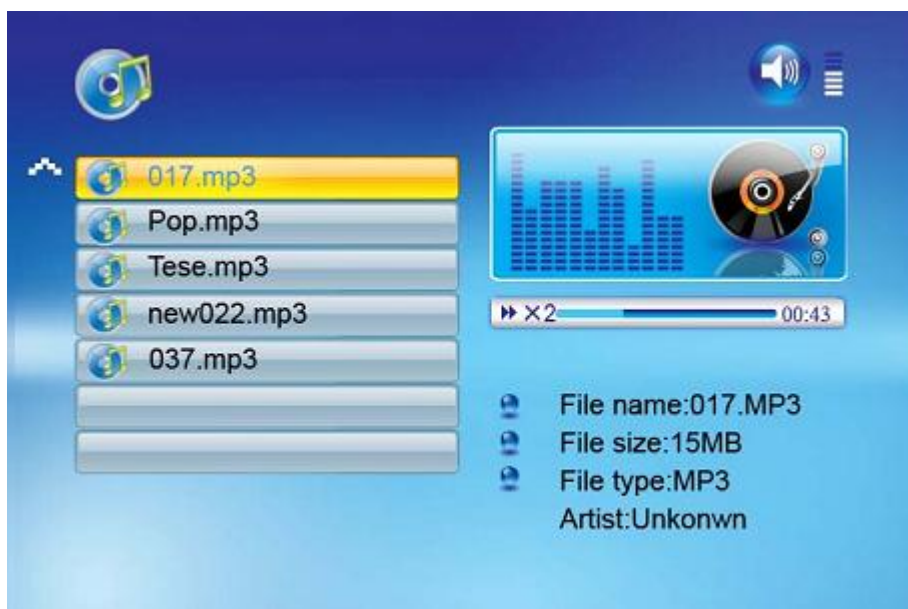 017.mp3
Pop.mp3
Tese.mp3
new022.mp3
037.mp3
×2 00:43
File name:017.MP3
File size:15MB
File type:MP3
Artist:Unkonwn